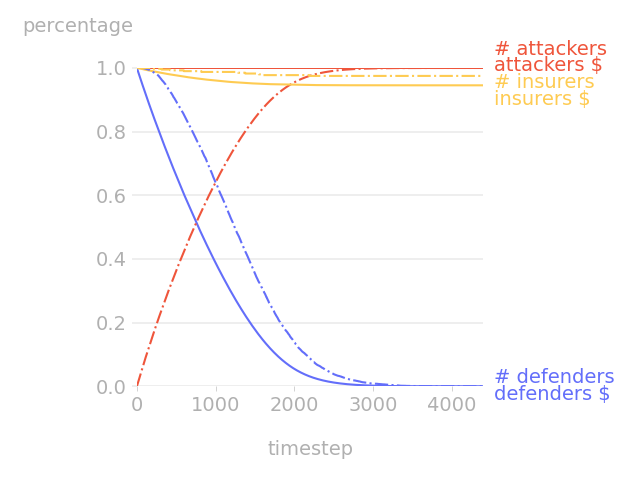 percentage
# attackers
attackers $
# insurers
insurers $
1.0
0.8
0.6
0.4
0.2
0.0
# defenders
defenders $
0 1000 2000 3000 4000
timestep